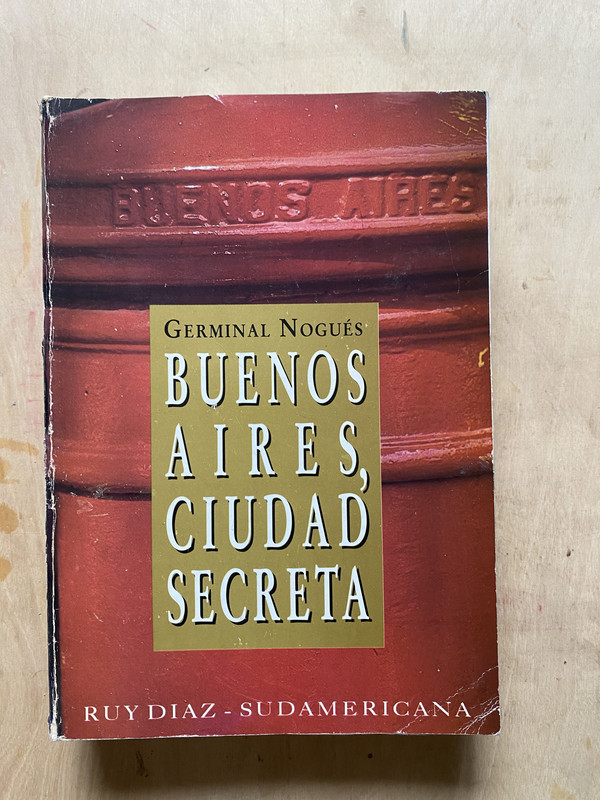 BUENOS AIRES
GERMINAL NOGUÉS
BUENOS
AIRES,
CIUDAD
SECRETA
RUY DIAZ - SUDAMERICANA